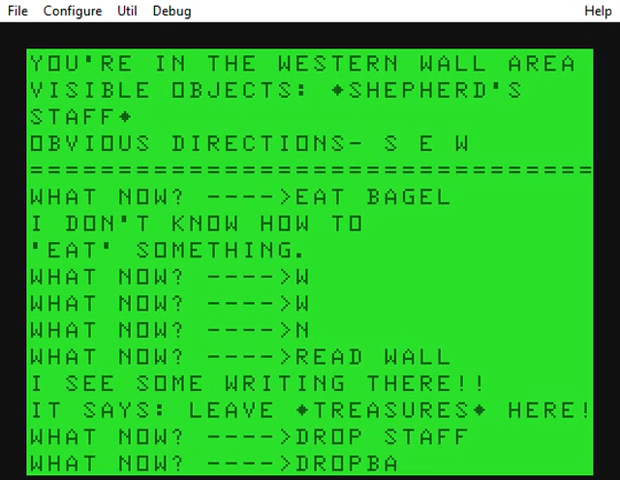 File Configure Util Debug Help
YOU'RE IN THE WESTERN WALL AREA
VISIBLE OBJECTS: *SHEPHERD'S
STAFF*
OBVIOUS DIRECTIONS- S E W
===================================
WHAT NOW? ---->EAT BAGEL
I DON'T KNOW HOW TO
'EAT' SOMETHING.
WHAT NOW? ---->W
WHAT NOW? ---->W
WHAT NOW? ---->N
WHAT NOW? ---->READ WALL
I SEE SOME WRITING THERE!!
IT SAYS: LEAVE *TREASURES* HERE!
WHAT NOW? ---->DROP STAFF
WHAT NOW? ---->DROPBA